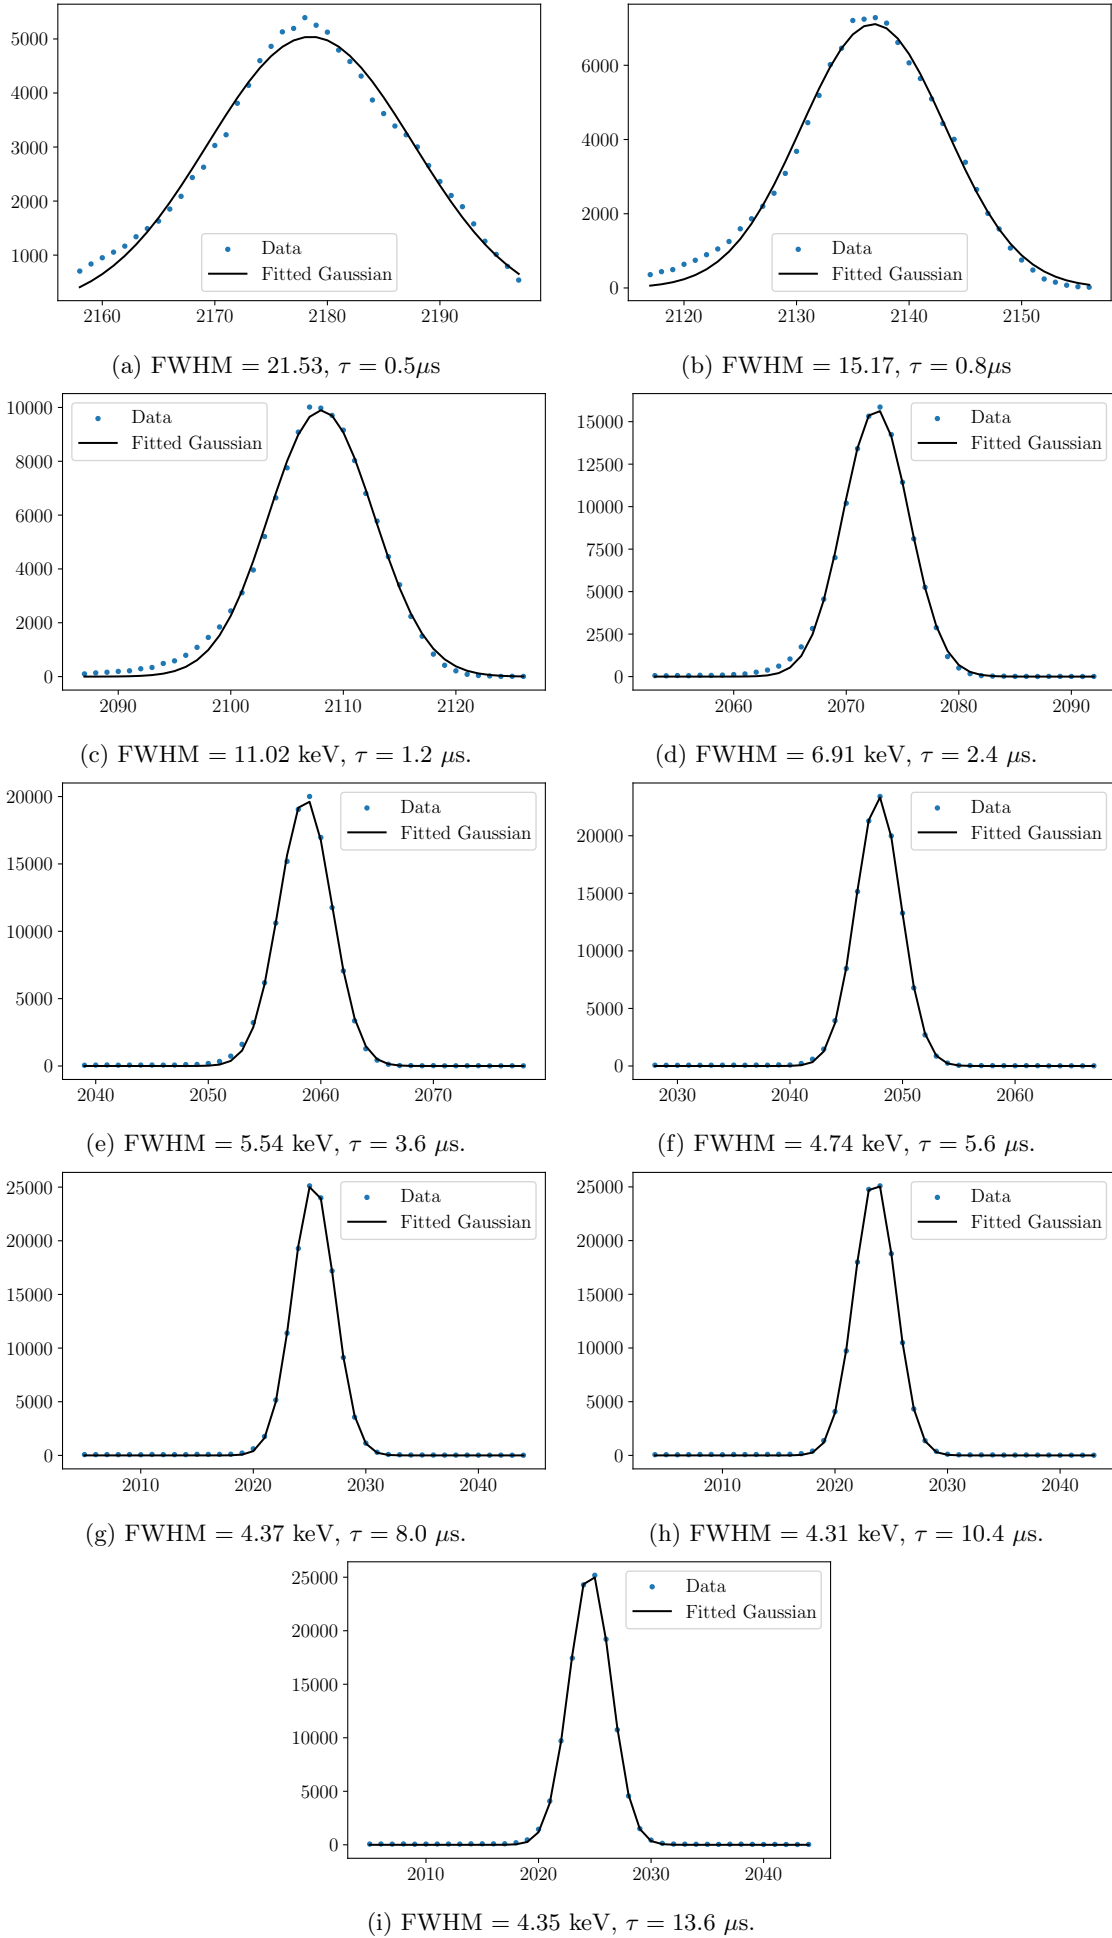 5000
4000
3000
2000
1000
Data
Fitted Gaussian
2160 2170 2180 2190
(a) FWHM = 21.53, τ = 0.5μs
6000
4000
2000
0
Data
Fitted Gaussian
2120 2130 2140 2150
(b) FWHM = 15.17, τ = 0.8μs
10000
8000
6000
4000
2000
0
Data
Fitted Gaussian
2090 2100 2110 2120
(c) FWHM = 11.02 keV, τ = 1.2 μs.
15000
12500
10000
7500
5000
2500
0
Data
Fitted Gaussian
2060 2070 2080 2090
(d) FWHM = 6.91 keV, τ = 2.4 μs.
20000
15000
10000
5000
0
Data
Fitted Gaussian
2040 2050 2060 2070
(e) FWHM = 5.54 keV, τ = 3.6 μs.
20000
15000
10000
5000
0
Data
Fitted Gaussian
2030 2040 2050 2060
(f) FWHM = 4.74 keV, τ = 5.6 μs.
25000
20000
15000
10000
5000
0
Data
Fitted Gaussian
2010 2020 2030 2040
(g) FWHM = 4.37 keV, τ = 8.0 μs.
25000
20000
15000
10000
5000
0
Data
Fitted Gaussian
2010 2020 2030 2040
(h) FWHM = 4.31 keV, τ = 10.4 μs.
25000
20000
15000
10000
5000
0
Data
Fitted Gaussian
2010 2020 2030 2040
(i) FWHM = 4.35 keV, τ = 13.6 μs.